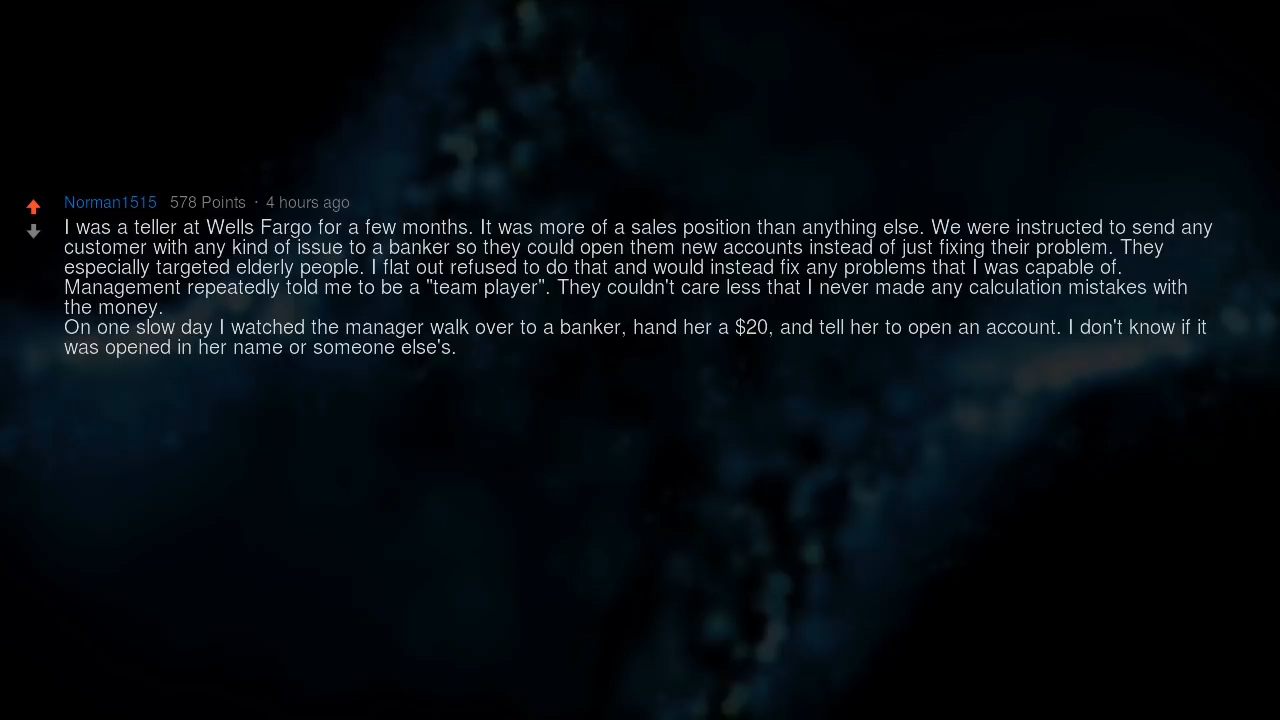 Norman1515 578 Points · 4 hours ago
I was a teller at Wells Fargo for a few months. It was more of a sales position than anything else. We were instructed to send any
customer with any kind of issue to a banker so they could open them new accounts instead of just fixing their problem. They
especially targeted elderly people. I flat out refused to do that and would instead fix any problems that I was capable of.
Management repeatedly told me to be a "team player". They couldn't care less that I never made any calculation mistakes with
the money.
On one slow day I watched the manager walk over to a banker, hand her a $20, and tell her to open an account. I don't know if it
was opened in her name or someone else's.